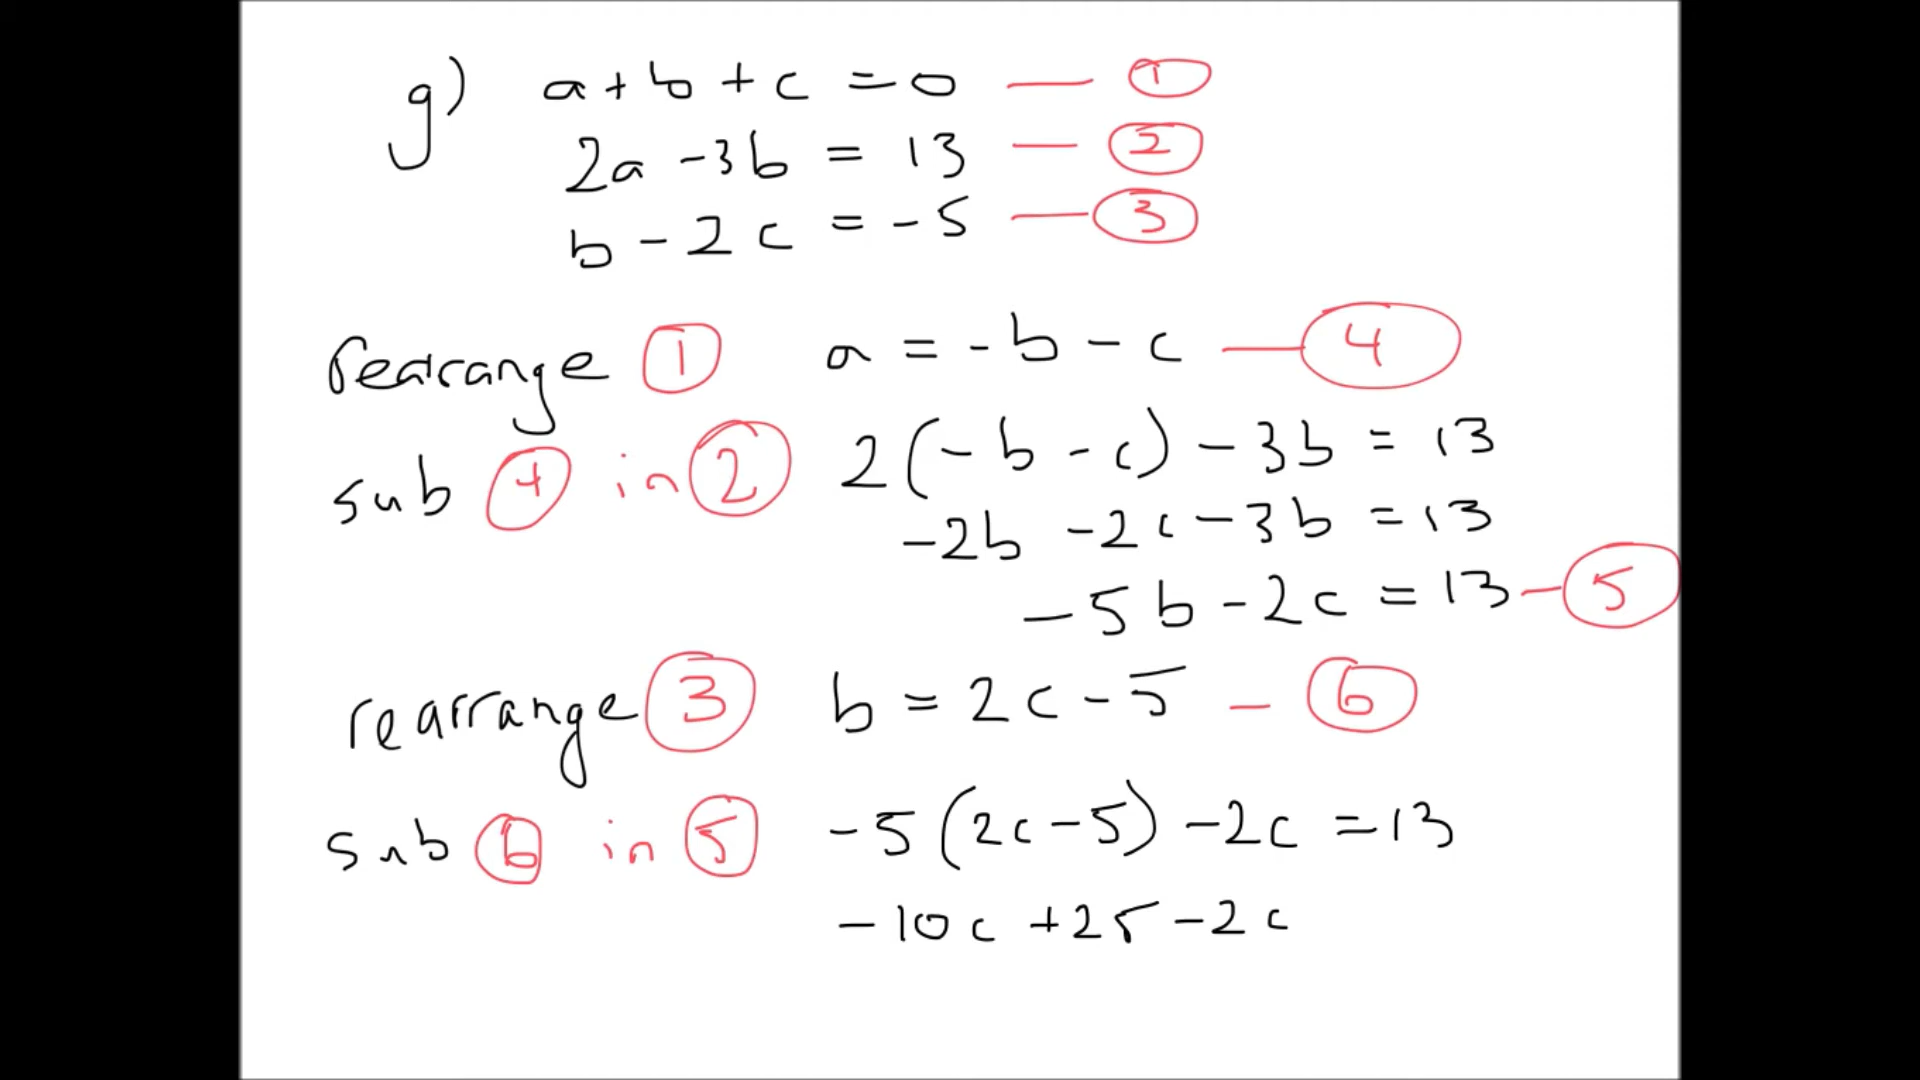 g) a + b + c = 0 — ①
2a - 3b = 13 — ②
b - 2c = -5 — ③
rearrange ① a = -b - c — ④
sub ④ in ② 2(-b - c) - 3b = 13
-2b - 2c - 3b = 13
-5b - 2c = 13 — ⑤
rearrange ③ b = 2c - 5 — ⑥
sub ⑥ in ⑤ -5(2c - 5) - 2c = 13
-10c + 25 - 2c